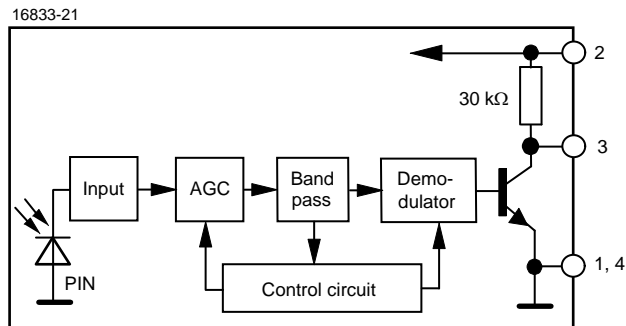 16833-21
2
30 kΩ
3
Input
AGC
Band
pass
Demo-
dulator
PIN
Control circuit
1, 4